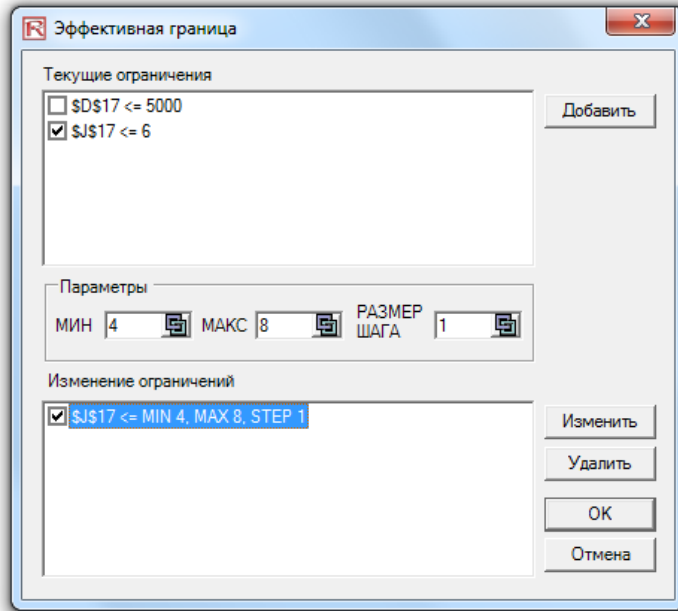 Эффективная граница
Текущие ограничения
$D$17 <= 5000
$J$17 <= 6
Добавить
Параметры
МИН 4 МАКС 8 РАЗМЕР ШАГА 1
Изменение ограничений
$J$17 <= MIN 4, MAX 8, STEP 1
Изменить
Удалить
OK
Отмена